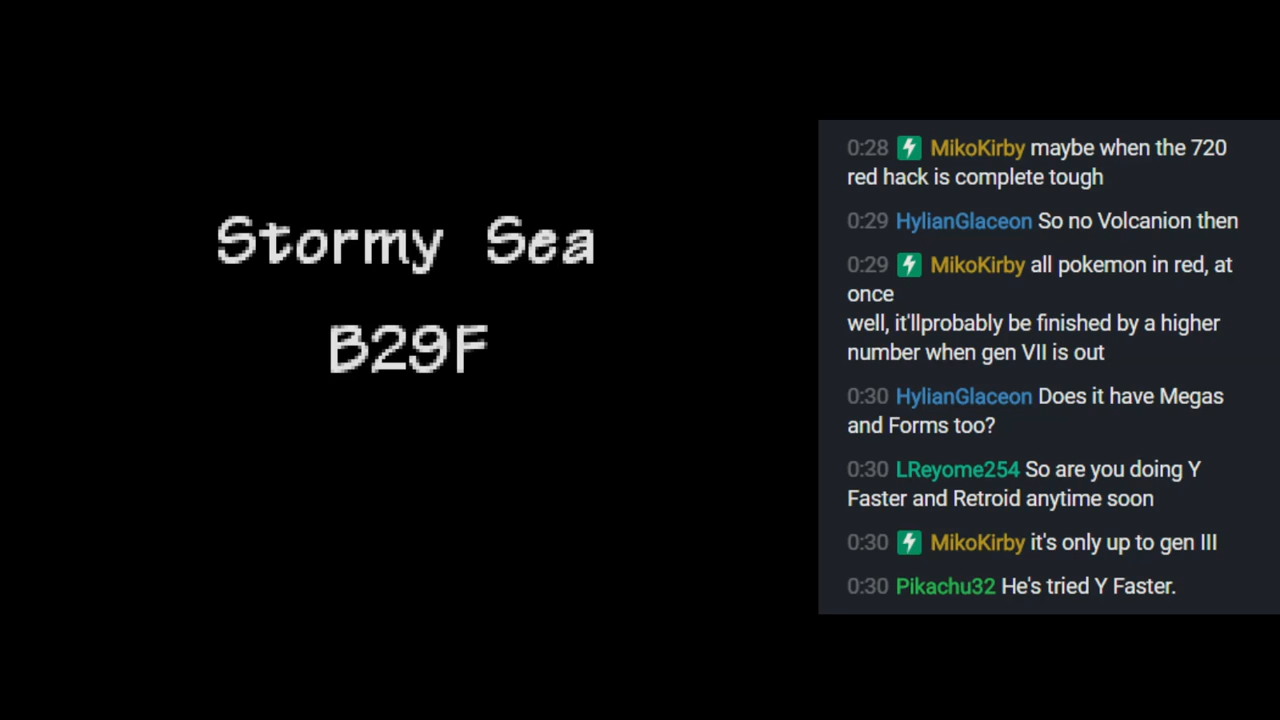 Stormy Sea
B29F
0:28 MikoKirby maybe when the 720
red hack is complete tough
0:29 HylianGlaceon So no Volcanion then
0:29 MikoKirby all pokemon in red, at
once
well, it'llprobably be finished by a higher
number when gen VII is out
0:30 HylianGlaceon Does it have Megas
and Forms too?
0:30 LReyome254 So are you doing Y
Faster and Retroid anytime soon
0:30 MikoKirby it's only up to gen III
0:30 Pikachu32 He's tried Y Faster.